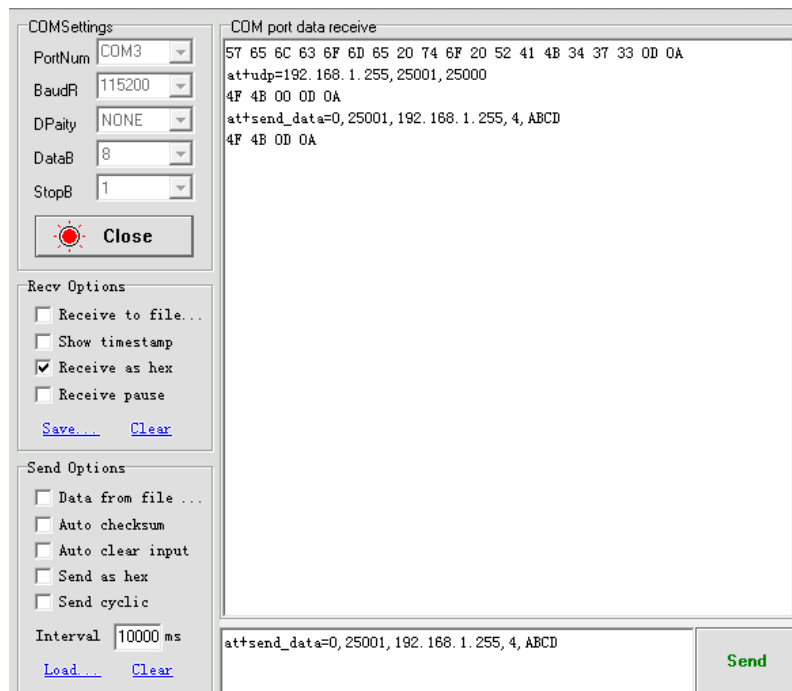 COMSettings
PortNum COM3
BaudR 115200
DPaity NONE
DataB 8
StopB 1
Close
Recv Options
Receive to file...
Show timestamp
Receive as hex
Receive pause
Save... Clear
Send Options
Data from file ...
Auto checksum
Auto clear input
Send as hex
Send cyclic
Interval 10000 ms
Load... Clear
COM port data receive
57 65 6C 63 6F 6D 65 20 74 6F 20 52 41 4B 34 37 33 0D 0A
at+udp=192.168.1.255,25001,25000
4F 4B 00 0D 0A
at+send_data=0,25001,192.168.1.255,4,ABCD
4F 4B 0D 0A
at+send_data=0,25001,192.168.1.255,4,ABCD
Send